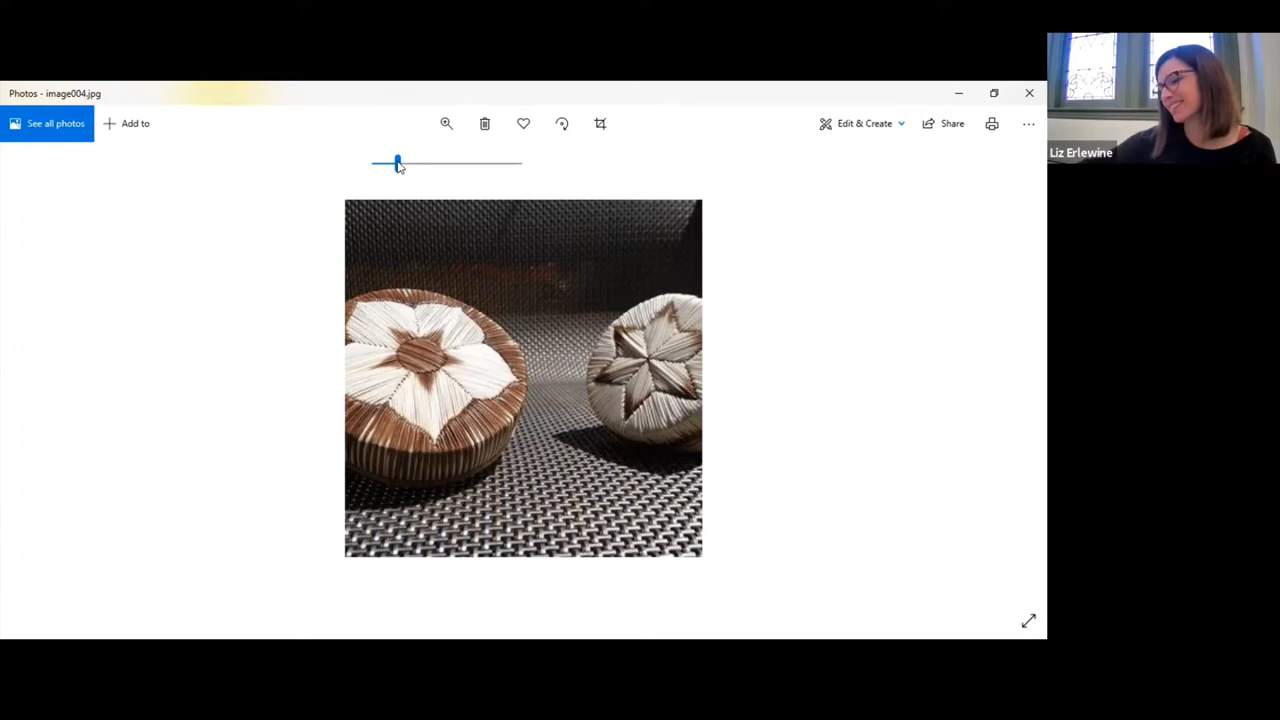 Photos - image004.jpg
See all photos
Add to
Edit & Create
Share
Liz Erlewine